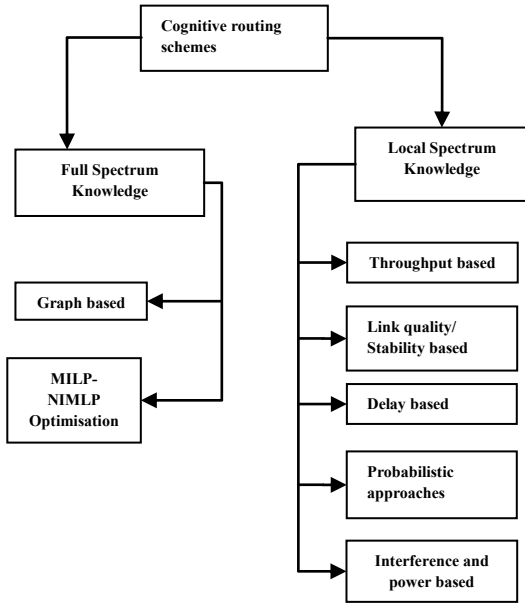 Cognitive routing
schemes
Full Spectrum
Knowledge
Graph based
MILP-
NIMLP
Optimisation
Local Spectrum
Knowledge
Throughput based
Link quality/
Stability based
Delay based
Probabilistic
approaches
Interference and
power based